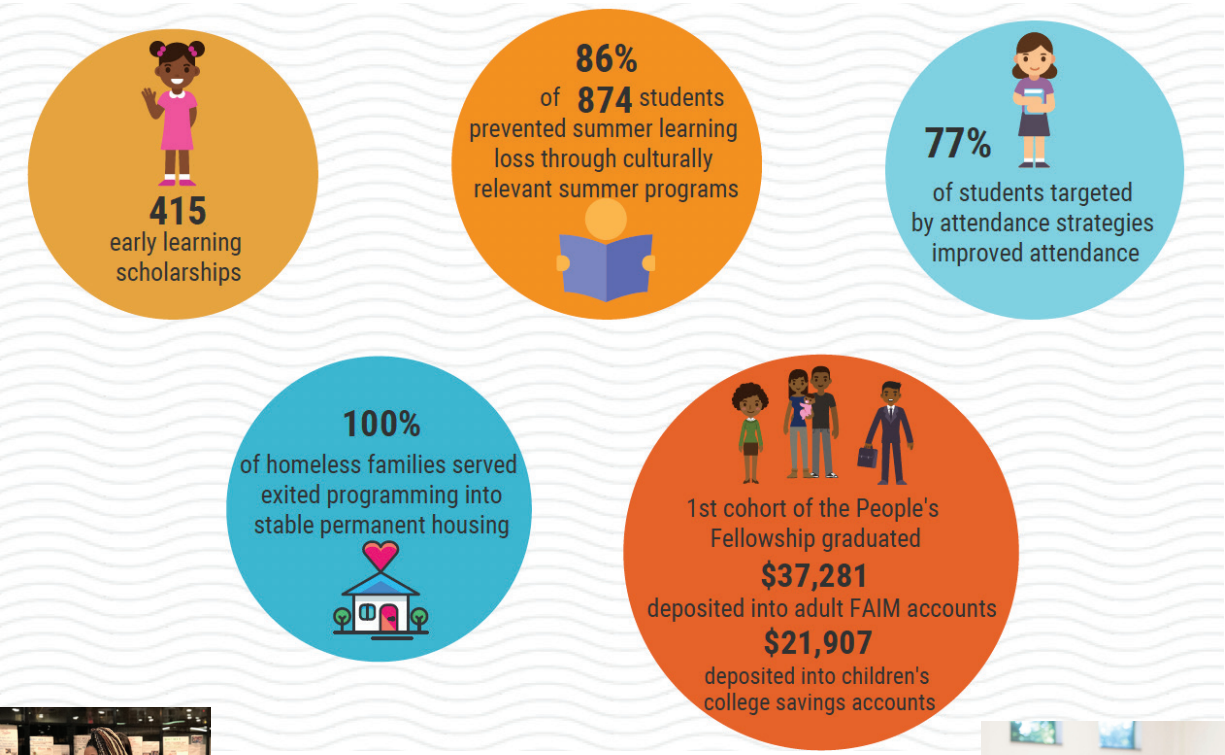 415
early learning
scholarships
86%
of 874 students
prevented summer learning
loss through culturally
relevant summer programs
77%
of students targeted
by attendance strategies
improved attendance
100%
of homeless families served
exited programming into
stable permanent housing
1st cohort of the People's
Fellowship graduated
$37,281
deposited into adult FAIM accounts
$21,907
deposited into children's
college savings accounts